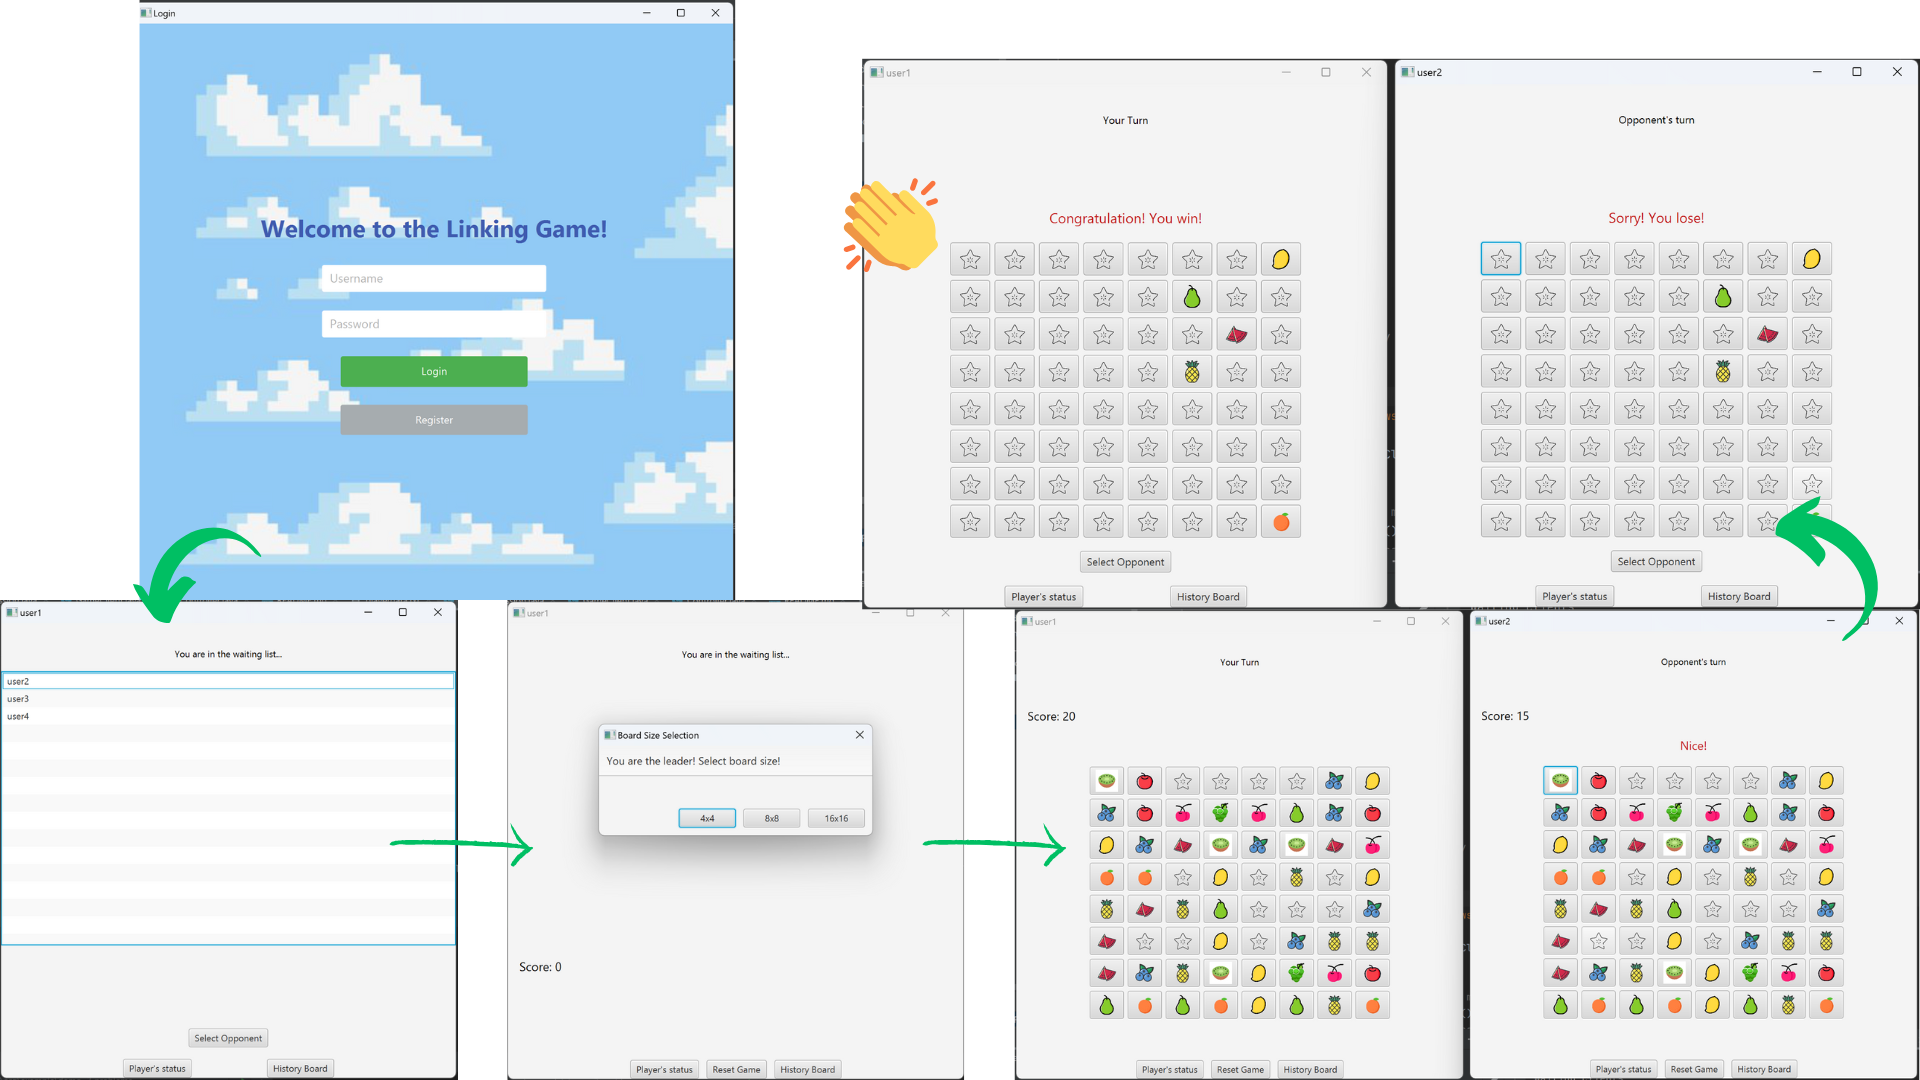 Login
Welcome to the Linking Game!
Username
Password
Login
Register
user1
Your Turn
Congratulation! You win!
Select Opponent
Player's status
History Board
user2
Opponent's turn
Sorry! You lose!
Select Opponent
Player's status
History Board
user1
You are in the waiting list...
user2
user3
user4
Select Opponent
Player's status
History Board
user1
You are in the waiting list...
Board Size Selection
You are the leader! Select board size!
4x4
8x8
16x16
Score: 0
Player's status
Reset Game
History Board
user1
Your Turn
Score: 20
Player's status
Reset Game
History Board
user2
Opponent's turn
Score: 15
Nice!
Player's status
Reset Game
History Board